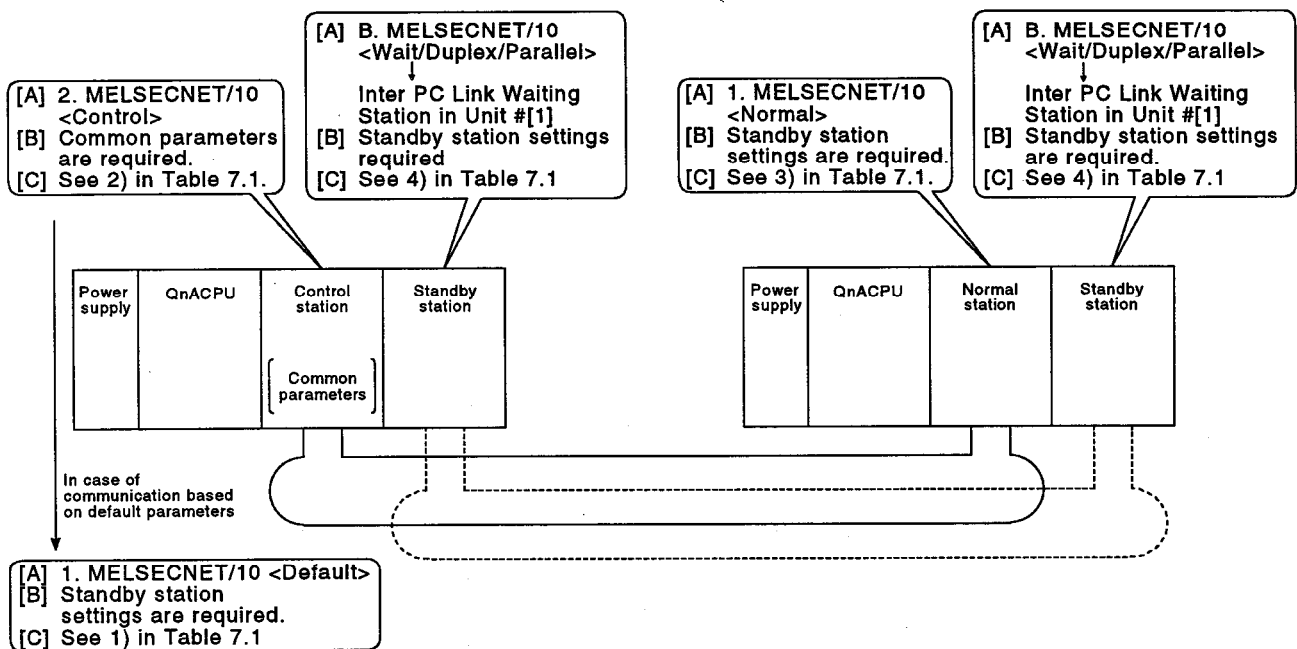 [A] B. MELSECNET/10
<Wait/Duplex/Parallel>
Inter PC Link Waiting
Station in Unit #[1]
[B] Standby station settings
required
[C] See 4) in Table 7.1
[A] B. MELSECNET/10
<Wait/Duplex/Parallel>
Inter PC Link Waiting
Station in Unit #[1]
[B] Standby station settings
are required.
[C] See 4) in Table 7.1
[A] 2. MELSECNET/10
<Control>
[B] Common parameters
are required.
[C] See 2) in Table 7.1.
[A] 1. MELSECNET/10
<Normal>
[B] Standby station
settings are required.
[C] See 3) in Table 7.1.
Power
supply
QnACPU
Control
station
Common
parameters
Standby
station
Power
supply
QnACPU
Normal
station
Standby
station
In case of
communication based
on default parameters
[A] 1. MELSECNET/10 <Default>
[B] Standby station
settings are required.
[C] See 1) in Table 7.1